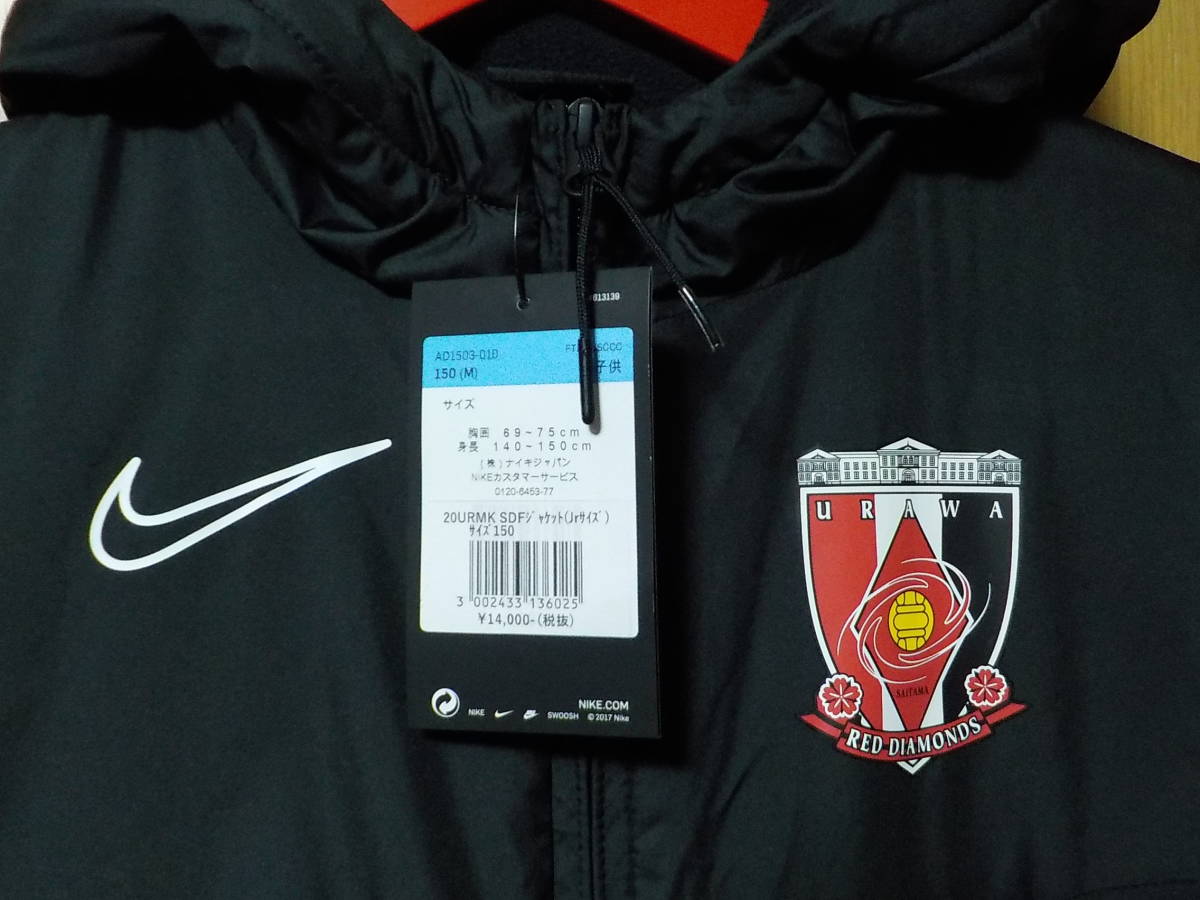 613139
AD1503-010
150 (M)
子供
サイズ
胸囲 69~75cm
身長 140~150cm
(株)ナイキジャパン
NIKEカスタマーサービス
0120-6453-77
20URMK SDFジャケット(Jrサイズ)
サイズ150
3 002433 136025
¥14,000-(税抜)
NIKE
SWOOSH
NIKE.COM
© 2017 Nike
URAWA
SAITAMA
RED DIAMONDS